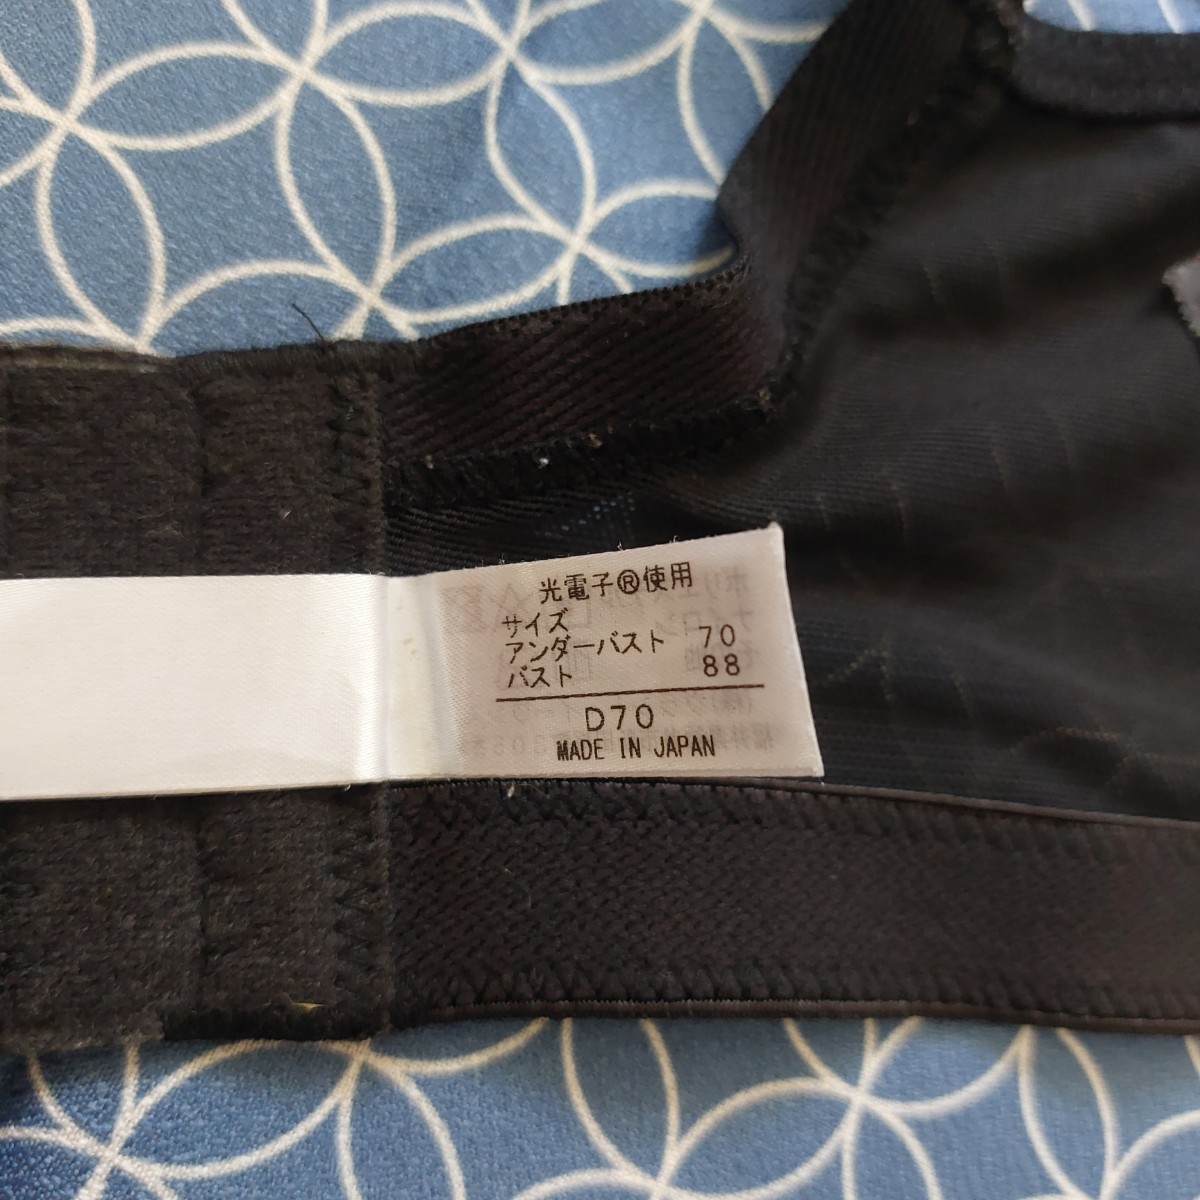 光電子®使用
サイズ
アンダーバスト 70
バスト 88
D70
MADE IN JAPAN